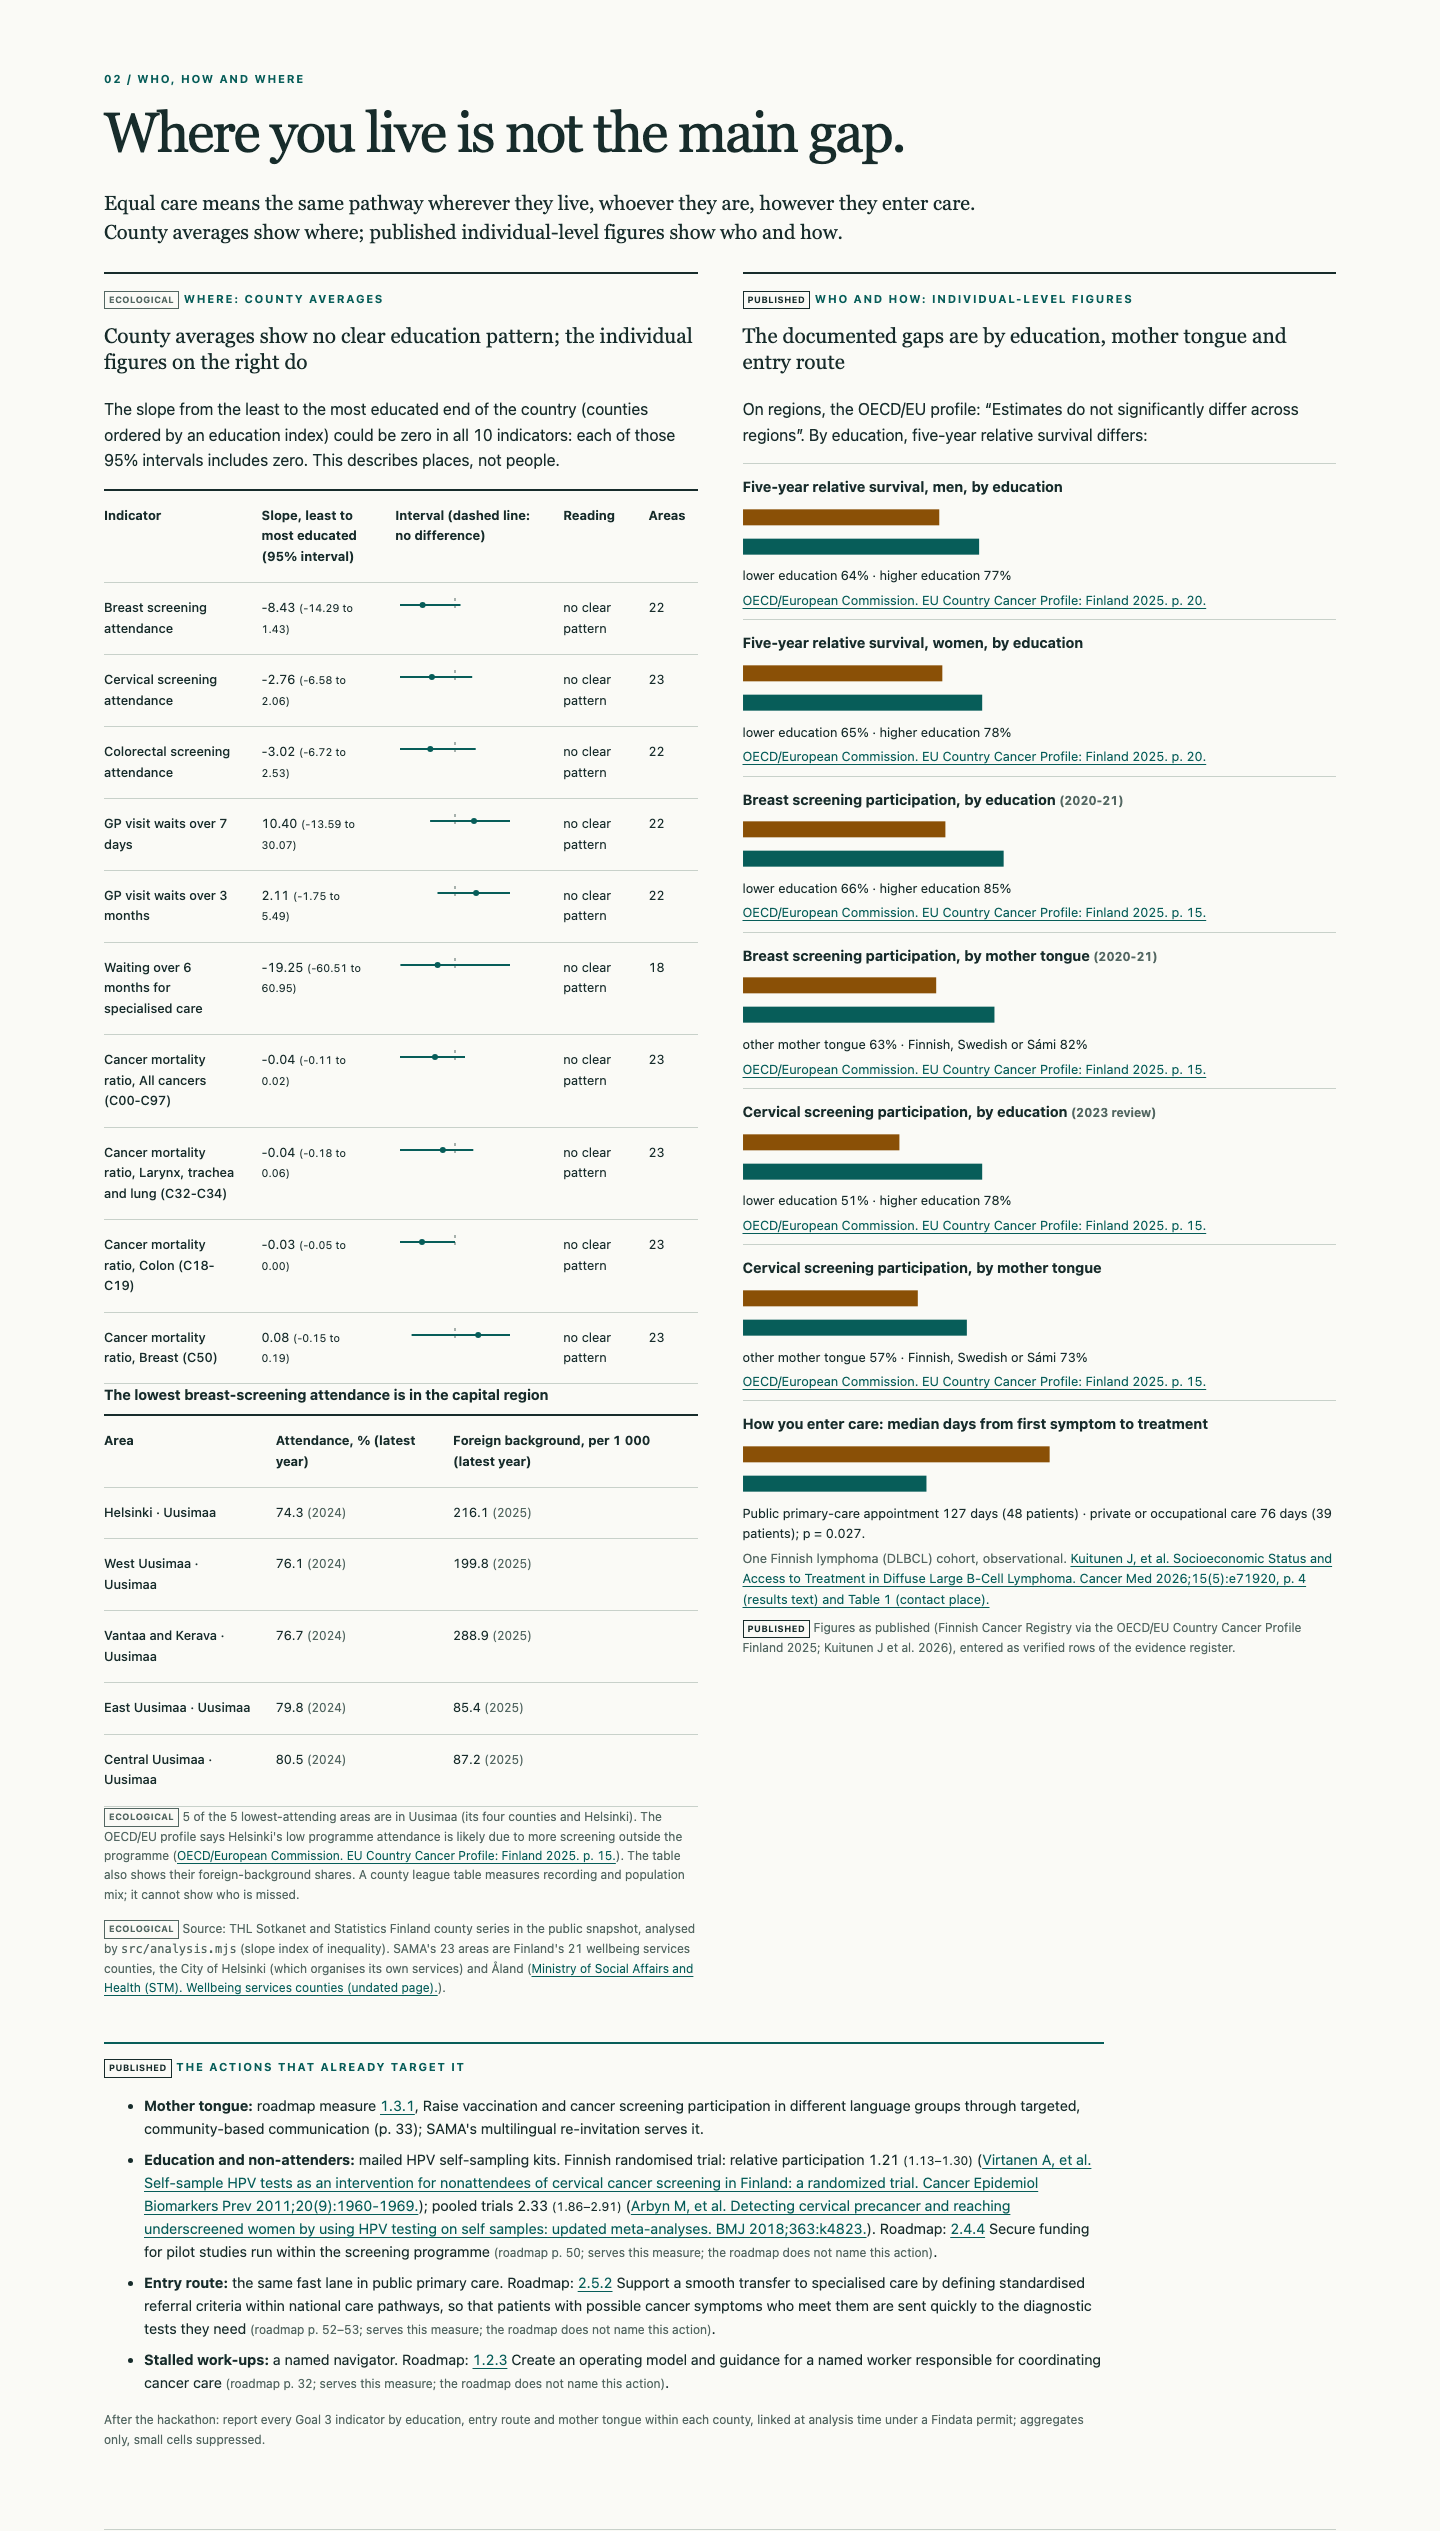 02 / WHO, HOW AND WHERE
Where you live is not the main gap.
Equal care means the same pathway wherever they live, whoever they are, however they enter care.
County averages show where; published individual-level figures show who and how.
ECOLOGICAL WHERE: COUNTY AVERAGES
County averages show no clear education pattern; the individual
figures on the right do
The slope from the least to the most educated end of the country (counties
ordered by an education index) could be zero in all 10 indicators: each of those
95% intervals includes zero. This describes places, not people.
Indicator Slope, least to Interval (dashed line: Reading Areas
most educated no difference)
(95% interval)
Breast screening -8.43 (-14.29 to no clear 22
attendance 1.43) pattern
Cervical screening -2.76 (-6.58 to no clear 23
attendance 2.06) pattern
Colorectal screening -3.02 (-6.72 to no clear 22
attendance 2.53) pattern
GP visit waits over 7 10.40 (-13.59 to no clear 22
days 30.07) pattern
GP visit waits over 3 2.11 (-1.75 to no clear 22
months 5.49) pattern
Waiting over 6 -19.25 (-60.51 to no clear 18
months for 60.95) pattern
specialised care
Cancer mortality -0.04 (-0.11 to no clear 23
ratio, All cancers 0.02) pattern
(C00-C97)
Cancer mortality -0.04 (-0.18 to no clear 23
ratio, Larynx, trachea 0.06) pattern
and lung (C32-C34)
Cancer mortality -0.03 (-0.05 to no clear 23
ratio, Colon (C18- 0.00) pattern
C19)
Cancer mortality 0.08 (-0.15 to no clear 23
ratio, Breast (C50) 0.19) pattern
The lowest breast-screening attendance is in the capital region
Area Attendance, % (latest Foreign background, per 1 000
year) (latest year)
Helsinki · Uusimaa 74.3 (2024) 216.1 (2025)
West Uusimaa · 76.1 (2024) 199.8 (2025)
Uusimaa
Vantaa and Kerava · 76.7 (2024) 288.9 (2025)
Uusimaa
East Uusimaa · Uusimaa 79.8 (2024) 85.4 (2025)
Central Uusimaa · 80.5 (2024) 87.2 (2025)
Uusimaa
ECOLOGICAL 5 of the 5 lowest-attending areas are in Uusimaa (its four counties and Helsinki). The
OECD/EU profile says Helsinki's low programme attendance is likely due to more screening outside the
programme (OECD/European Commission. EU Country Cancer Profile: Finland 2025. p. 15.). The table
also shows their foreign-background shares. A county league table measures recording and population
mix; it cannot show who is missed.
ECOLOGICAL Source: THL Sotkanet and Statistics Finland county series in the public snapshot, analysed
by src/analysis.mjs (slope index of inequality). SAMA's 23 areas are Finland's 21 wellbeing services
counties, the City of Helsinki (which organises its own services) and Åland (Ministry of Social Affairs and
Health (STM). Wellbeing services counties (undated page).).
PUBLISHED WHO AND HOW: INDIVIDUAL-LEVEL FIGURES
The documented gaps are by education, mother tongue and
entry route
On regions, the OECD/EU profile: “Estimates do not significantly differ across
regions”. By education, five-year relative survival differs:
Five-year relative survival, men, by education
lower education 64% · higher education 77%
OECD/European Commission. EU Country Cancer Profile: Finland 2025. p. 20.
Five-year relative survival, women, by education
lower education 65% · higher education 78%
OECD/European Commission. EU Country Cancer Profile: Finland 2025. p. 20.
Breast screening participation, by education (2020-21)
lower education 66% · higher education 85%
OECD/European Commission. EU Country Cancer Profile: Finland 2025. p. 15.
Breast screening participation, by mother tongue (2020-21)
other mother tongue 63% · Finnish, Swedish or Sámi 82%
OECD/European Commission. EU Country Cancer Profile: Finland 2025. p. 15.
Cervical screening participation, by education (2023 review)
lower education 51% · higher education 78%
OECD/European Commission. EU Country Cancer Profile: Finland 2025. p. 15.
Cervical screening participation, by mother tongue
other mother tongue 57% · Finnish, Swedish or Sámi 73%
OECD/European Commission. EU Country Cancer Profile: Finland 2025. p. 15.
How you enter care: median days from first symptom to treatment
Public primary-care appointment 127 days (48 patients) · private or occupational care 76 days (39
patients); p = 0.027.
One Finnish lymphoma (DLBCL) cohort, observational. Kuitunen J, et al. Socioeconomic Status and
Access to Treatment in Diffuse Large B-Cell Lymphoma. Cancer Med 2026;15(5):e71920, p. 4
(results text) and Table 1 (contact place).
PUBLISHED Figures as published (Finnish Cancer Registry via the OECD/EU Country Cancer Profile
Finland 2025; Kuitunen J et al. 2026), entered as verified rows of the evidence register.
PUBLISHED THE ACTIONS THAT ALREADY TARGET IT
• Mother tongue: roadmap measure 1.3.1, Raise vaccination and cancer screening participation in different language groups through targeted,
community-based communication (p. 33); SAMA's multilingual re-invitation serves it.
• Education and non-attenders: mailed HPV self-sampling kits. Finnish randomised trial: relative participation 1.21 (1.13–1.30) (Virtanen A, et al.
Self-sample HPV tests as an intervention for nonattendees of cervical cancer screening in Finland: a randomized trial. Cancer Epidemiol
Biomarkers Prev 2011;20(9):1960-1969.); pooled trials 2.33 (1.86–2.91) (Arbyn M, et al. Detecting cervical precancer and reaching
underscreened women by using HPV testing on self samples: updated meta-analyses. BMJ 2018;363:k4823.). Roadmap: 2.4.4 Secure funding
for pilot studies run within the screening programme (roadmap p. 50; serves this measure; the roadmap does not name this action).
• Entry route: the same fast lane in public primary care. Roadmap: 2.5.2 Support a smooth transfer to specialised care by defining standardised
referral criteria within national care pathways, so that patients with possible cancer symptoms who meet them are sent quickly to the diagnostic
tests they need (roadmap p. 52–53; serves this measure; the roadmap does not name this action).
• Stalled work-ups: a named navigator. Roadmap: 1.2.3 Create an operating model and guidance for a named worker responsible for coordinating
cancer care (roadmap p. 32; serves this measure; the roadmap does not name this action).
After the hackathon: report every Goal 3 indicator by education, entry route and mother tongue within each county, linked at analysis time under a Findata permit; aggregates
only, small cells suppressed.